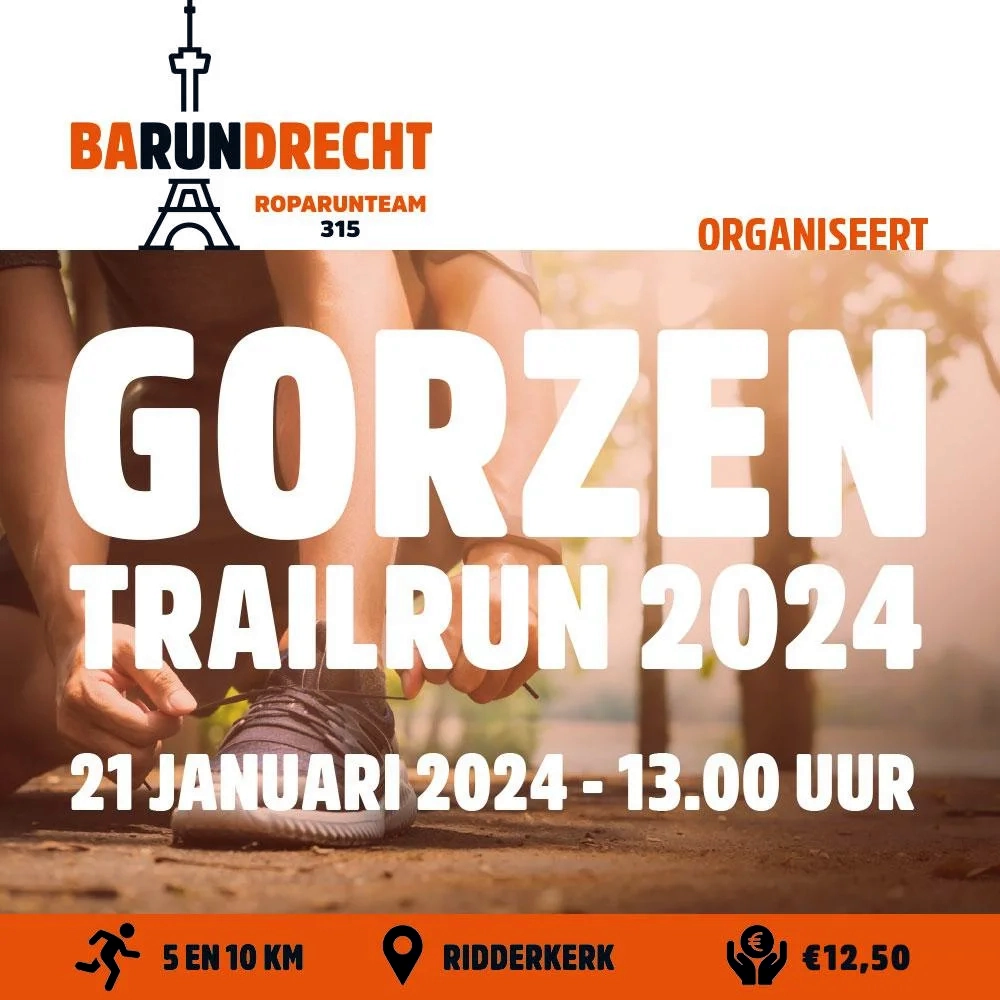 BARUNDRECHT
ROPARUNTEAM
315
ORGANISEERT
GORZEN
TRAILRUN 2024
21 JANUARI 2024 - 13.00 UUR
5 EN 10 KM
RIDDERKERK
€12,50